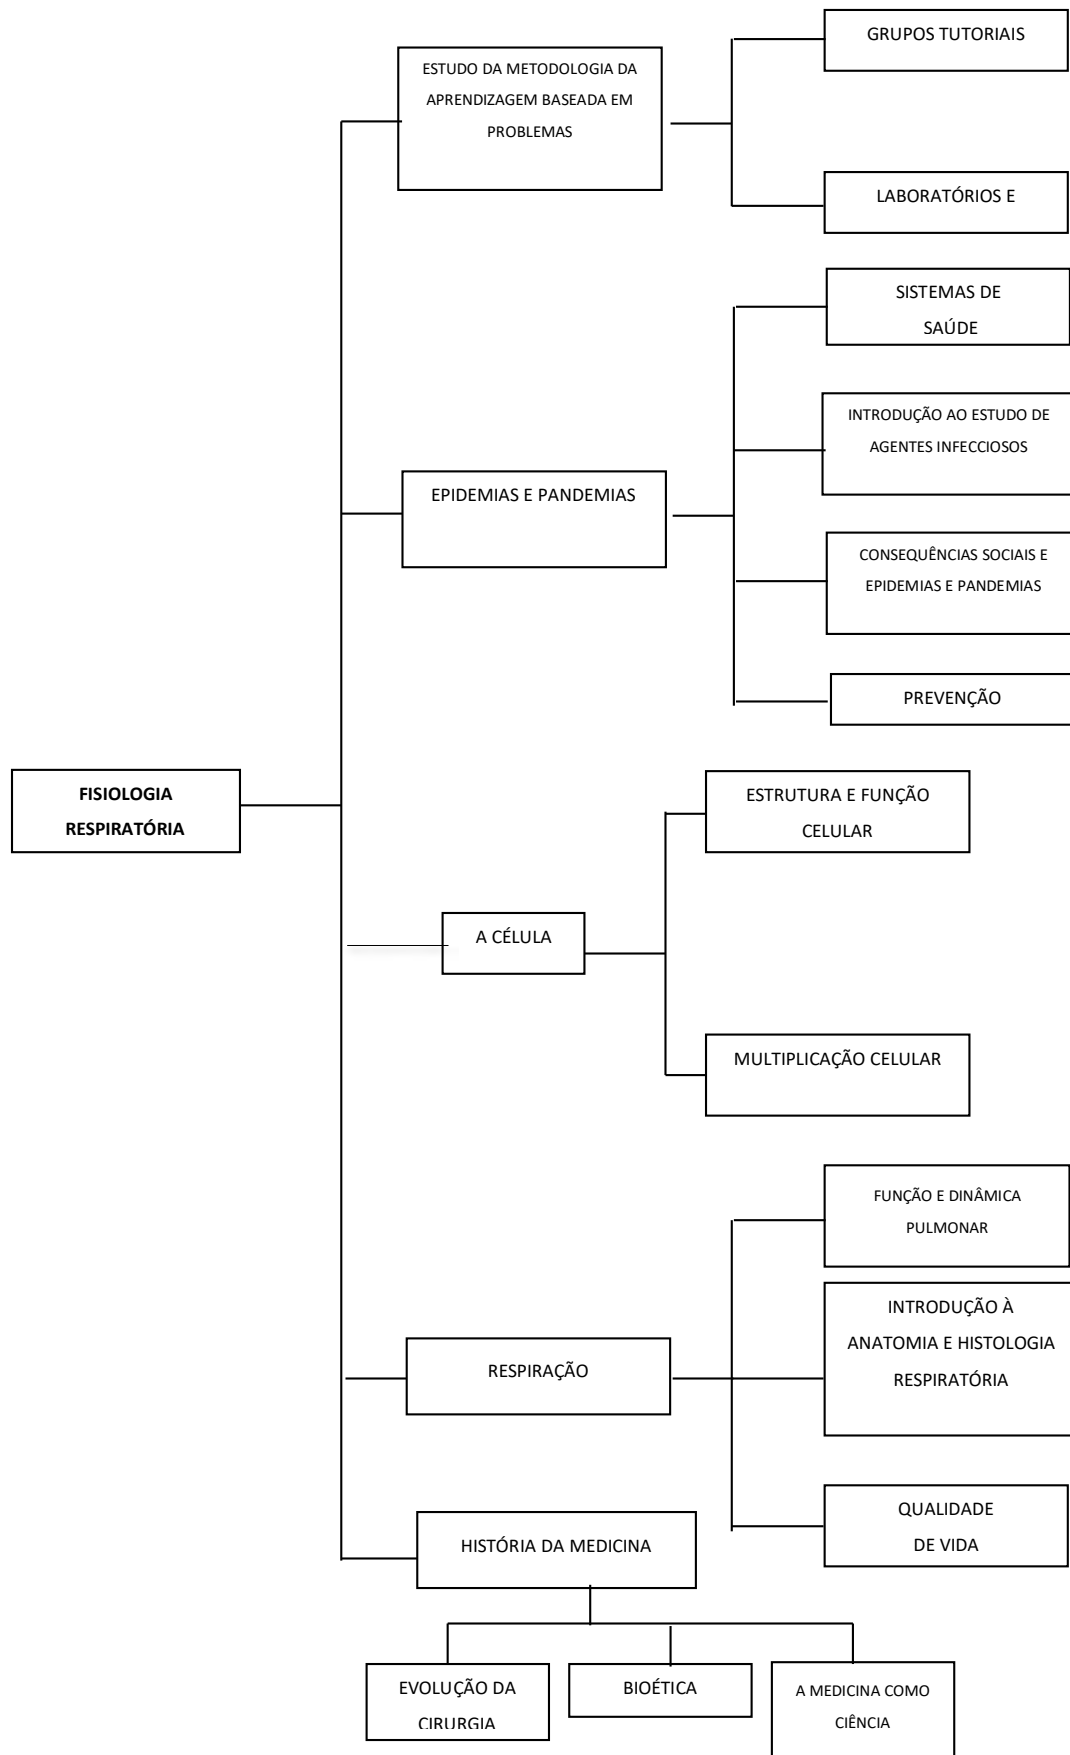 GRUPOS TUTORIAIS
ESTUDO DA METODOLOGIA DA
APRENDIZAGEM BASEADA EM
PROBLEMAS
LABORATÓRIOS E
SISTEMAS DE
SAÚDE
INTRODUÇÃO AO ESTUDO DE
AGENTES INFECCIOSOS
EPIDEMIAS E PANDEMIAS
CONSEQUÊNCIAS SOCIAIS E
EPIDEMIAS E PANDEMIAS
PREVENÇÃO
FISIOLOGIA
RESPIRATÓRIA
ESTRUTURA E FUNÇÃO
CELULAR
A CÉLULA
MULTIPLICAÇÃO CELULAR
FUNÇÃO E DINÂMICA
PULMONAR
INTRODUÇÃO À
ANATOMIA E HISTOLOGIA
RESPIRATÓRIA
RESPIRAÇÃO
QUALIDADE
DE VIDA
HISTÓRIA DA MEDICINA
EVOLUÇÃO DA
CIRURGIA
BIOÉTICA
A MEDICINA COMO
CIÊNCIA